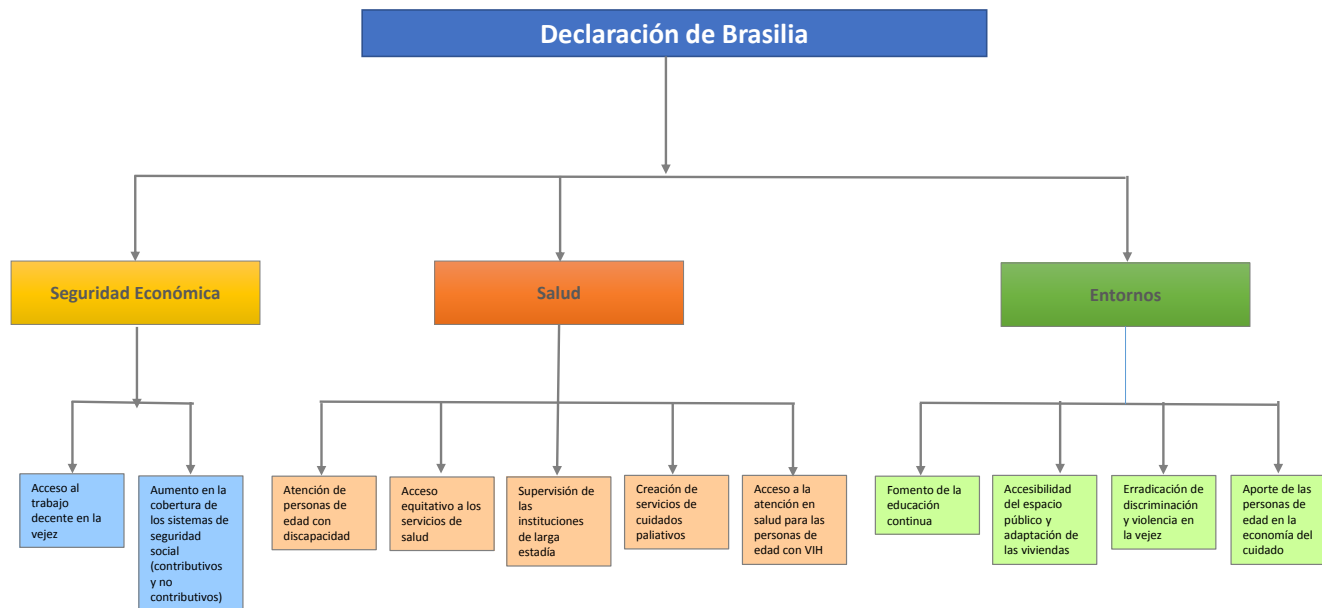 Declaración de Brasilia
Seguridad Económica
Salud
Entornos
Acceso al
trabajo
decente en la
vejez
Aumento en la
cobertura de
los sistemas de
seguridad
social
(contributivos
y no
contributivos)
Atención de
personas de
edad con
discapacidad
Acceso
equitativo a los
servicios de
salud
Supervisión de
las
instituciones
de larga
estadía
Creación de
servicios de
cuidados
paliativos
Acceso a la
atención en
salud para las
personas de
edad con VIH
Fomento de la
educación
continua
Accesibilidad
del espacio
público y
adaptación de
las viviendas
Erradicación de
discriminación
y violencia en
la vejez
Aporte de las
personas de
edad en la
economía del
cuidado